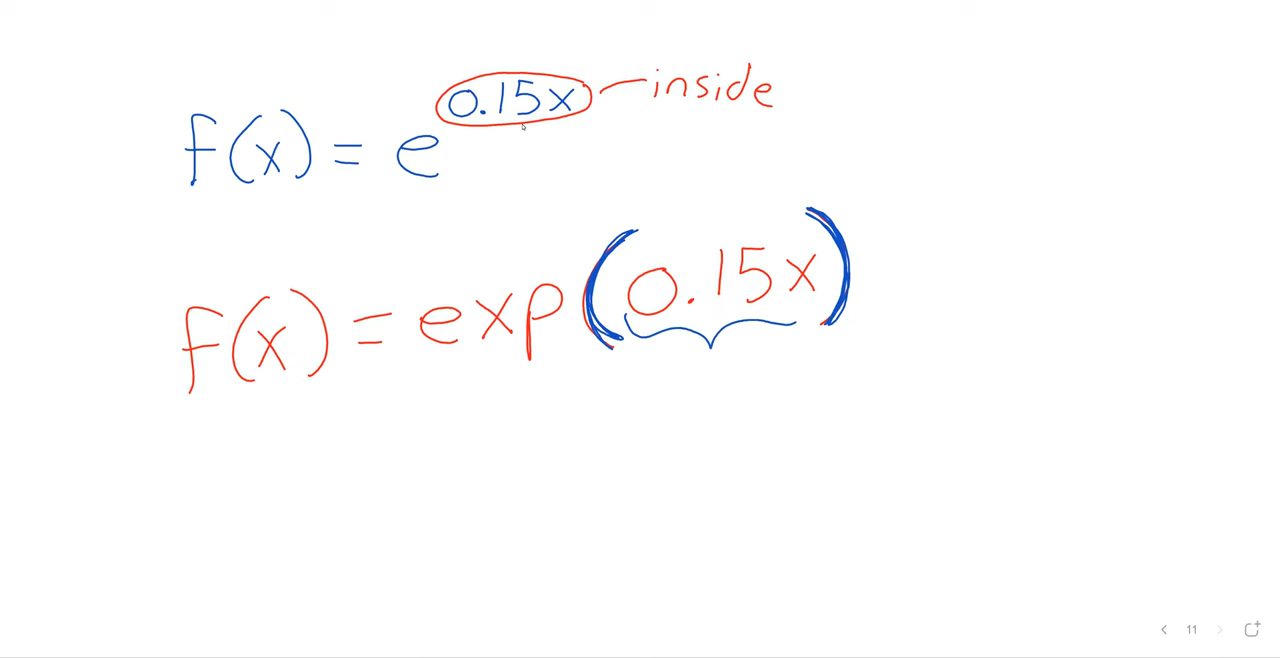 f(x) = e^{0.15x} — inside
f(x) = exp(0.15x)
11